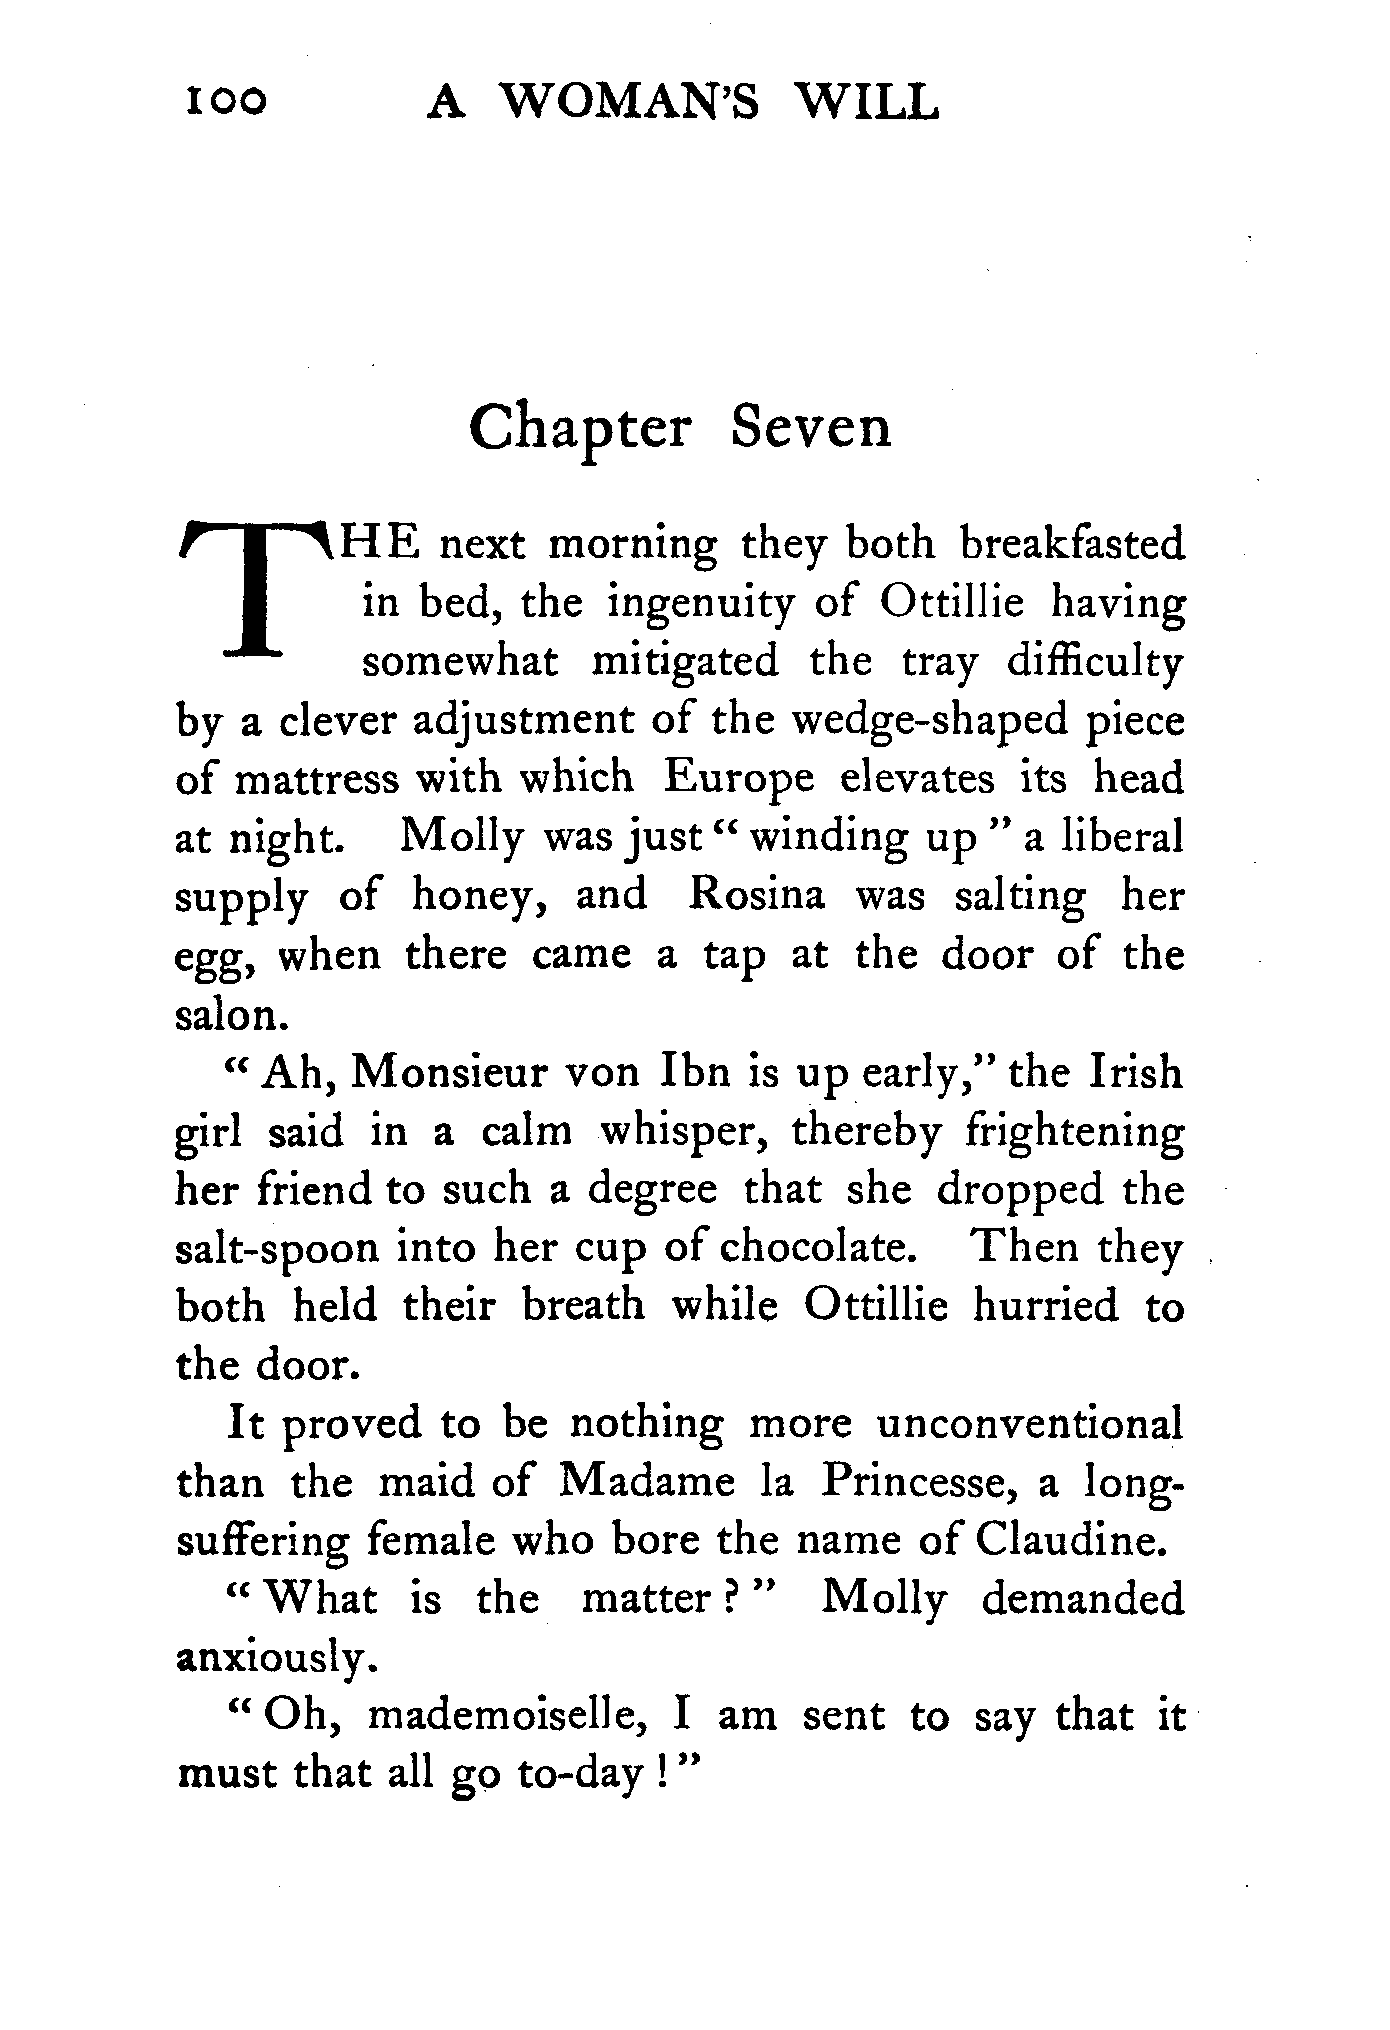 100 A WOMAN'S WILL
Chapter Seven
THE next morning they both breakfasted
in bed, the ingenuity of Ottillie having
somewhat mitigated the tray difficulty
by a clever adjustment of the wedge-shaped piece
of mattress with which Europe elevates its head
at night. Molly was just “ winding up ” a liberal
supply of honey, and Rosina was salting her
egg, when there came a tap at the door of the
salon.
“ Ah, Monsieur von Ibn is up early,” the Irish
girl said in a calm whisper, thereby frightening
her friend to such a degree that she dropped the
salt-spoon into her cup of chocolate. Then they
both held their breath while Ottillie hurried to
the door.
It proved to be nothing more unconventional
than the maid of Madame la Princesse, a long-
suffering female who bore the name of Claudine.
“ What is the matter ? ” Molly demanded
anxiously.
“ Oh, mademoiselle, I am sent to say that it
must that all go to-day ! ”